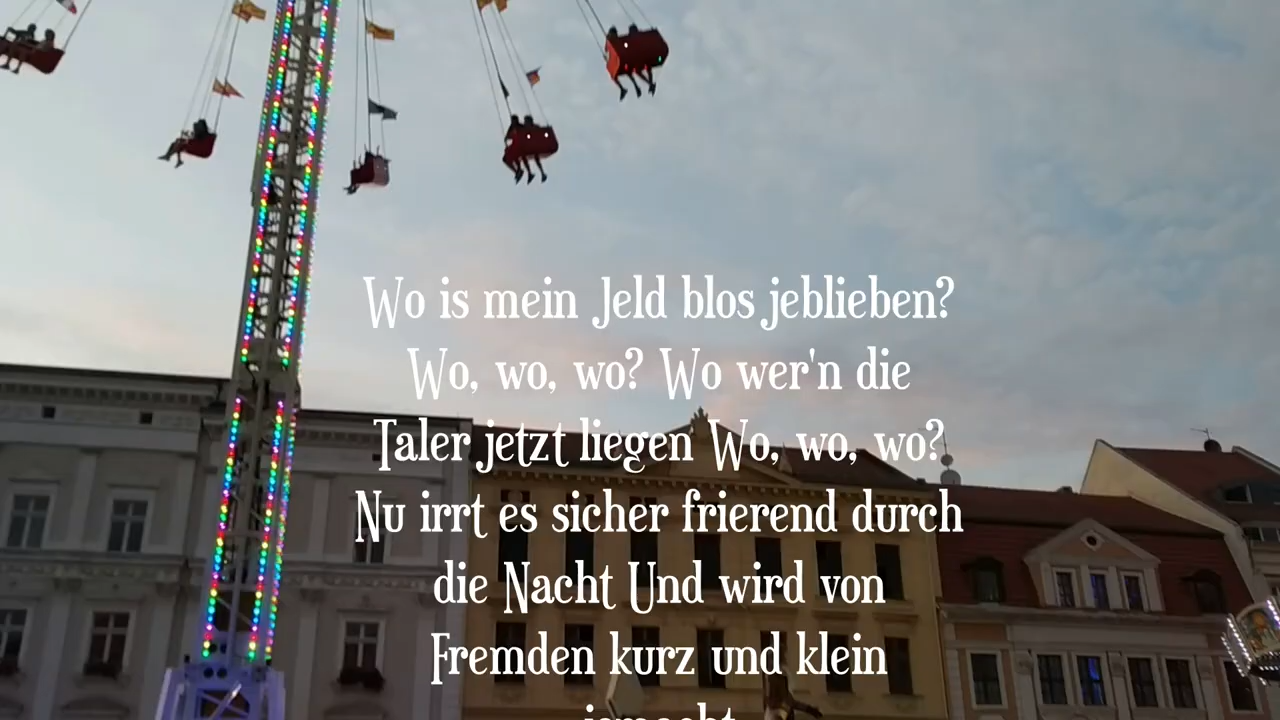 Wo is mein Jeld blos jeblieben?
Wo, wo, wo? Wo wer'n die
Taler jetzt liegen Wo, wo, wo?
Nu irrt es sicher frierend durch
die Nacht Und wird von
Fremden kurz und klein